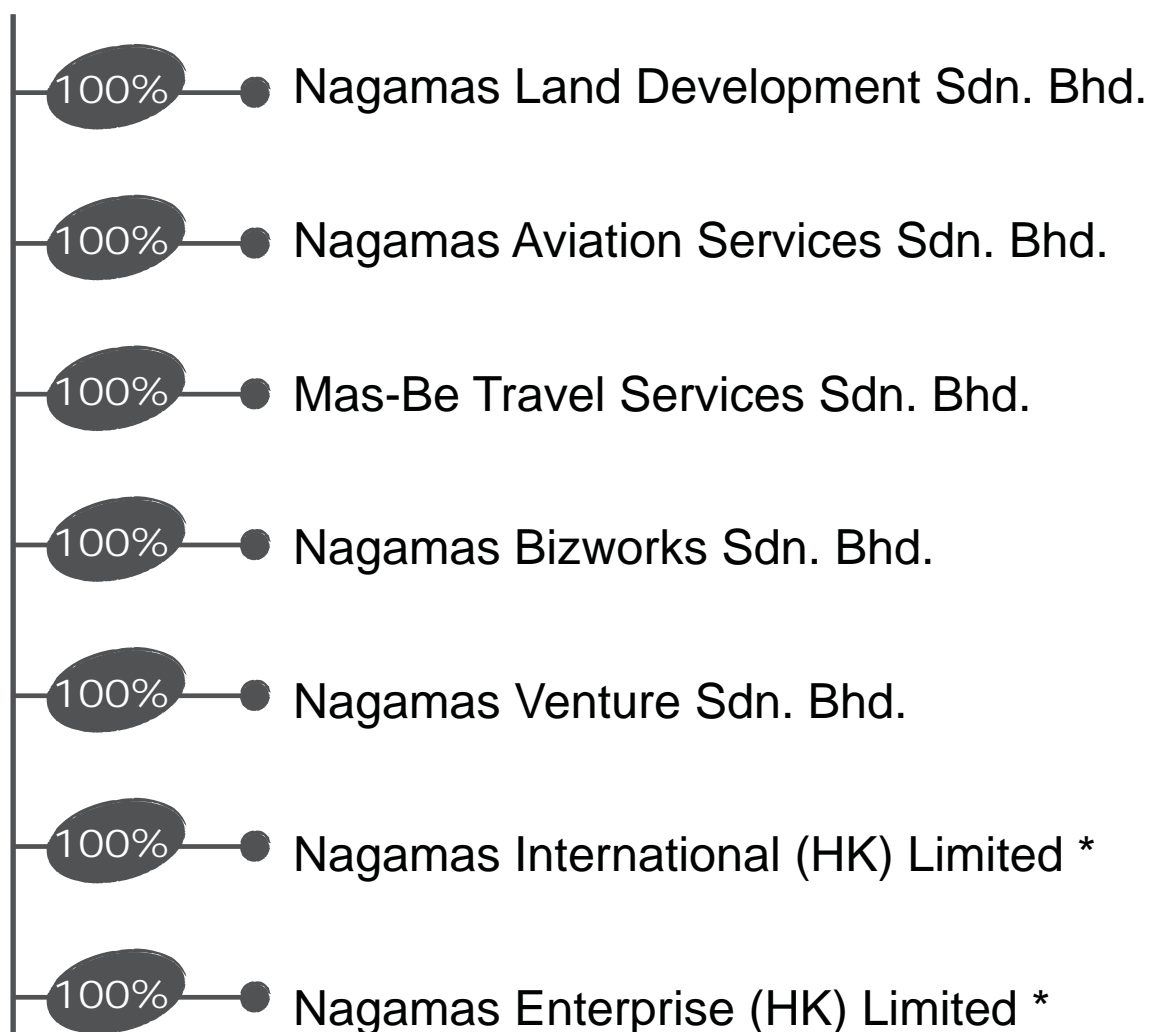 100% Nagamas Land Development Sdn. Bhd.
100% Nagamas Aviation Services Sdn. Bhd.
100% Mas-Be Travel Services Sdn. Bhd.
100% Nagamas Bizworks Sdn. Bhd.
100% Nagamas Venture Sdn. Bhd.
100% Nagamas International (HK) Limited *
100% Nagamas Enterprise (HK) Limited *